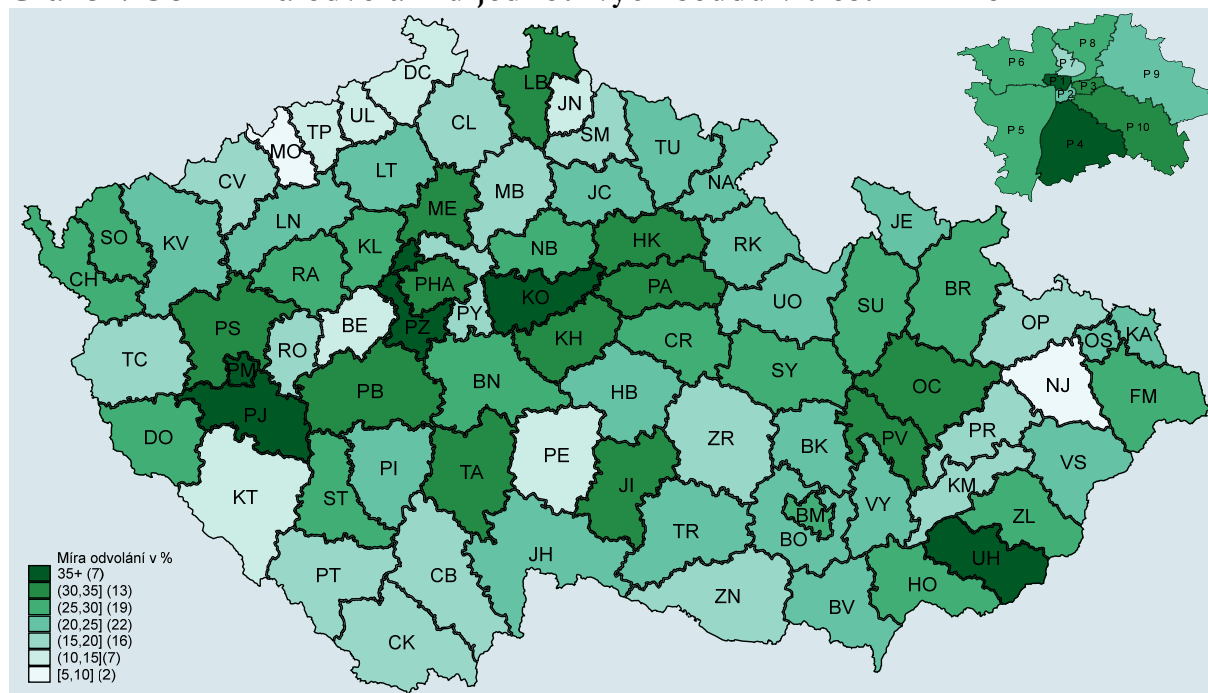 DC
LB
P 8
P 6
P 7
P 9
P 1
P 3
P 2
P 5
P 10
P 4
JN
UL
TP
CL
SM
MO
TU
LT
CV
NA
MB
JC
ME
LN
JE
SO
KV
KL
NB
HK
RK
CH
RA
PHA
KO
PA
UO
SU
BR
PS
BE
PZ
PY
OP
OS
KA
TC
RO
KH
CR
PM
SY
NJ
FM
PB
BN
HB
OC
PJ
DO
PE
ZR
BK
PV
PR
VS
KT
ST
PI
TA
JI
KM
BM
VY
ZL
TR
BO
JH
UH
PT
CB
HO
ZN
BV
CK
Míra odvolání v %
35+ (7)
(30,35] (13)
(25,30] (19)
(20,25] (22)
(15,20] (16)
(10,15](7)
[5,10] (2)